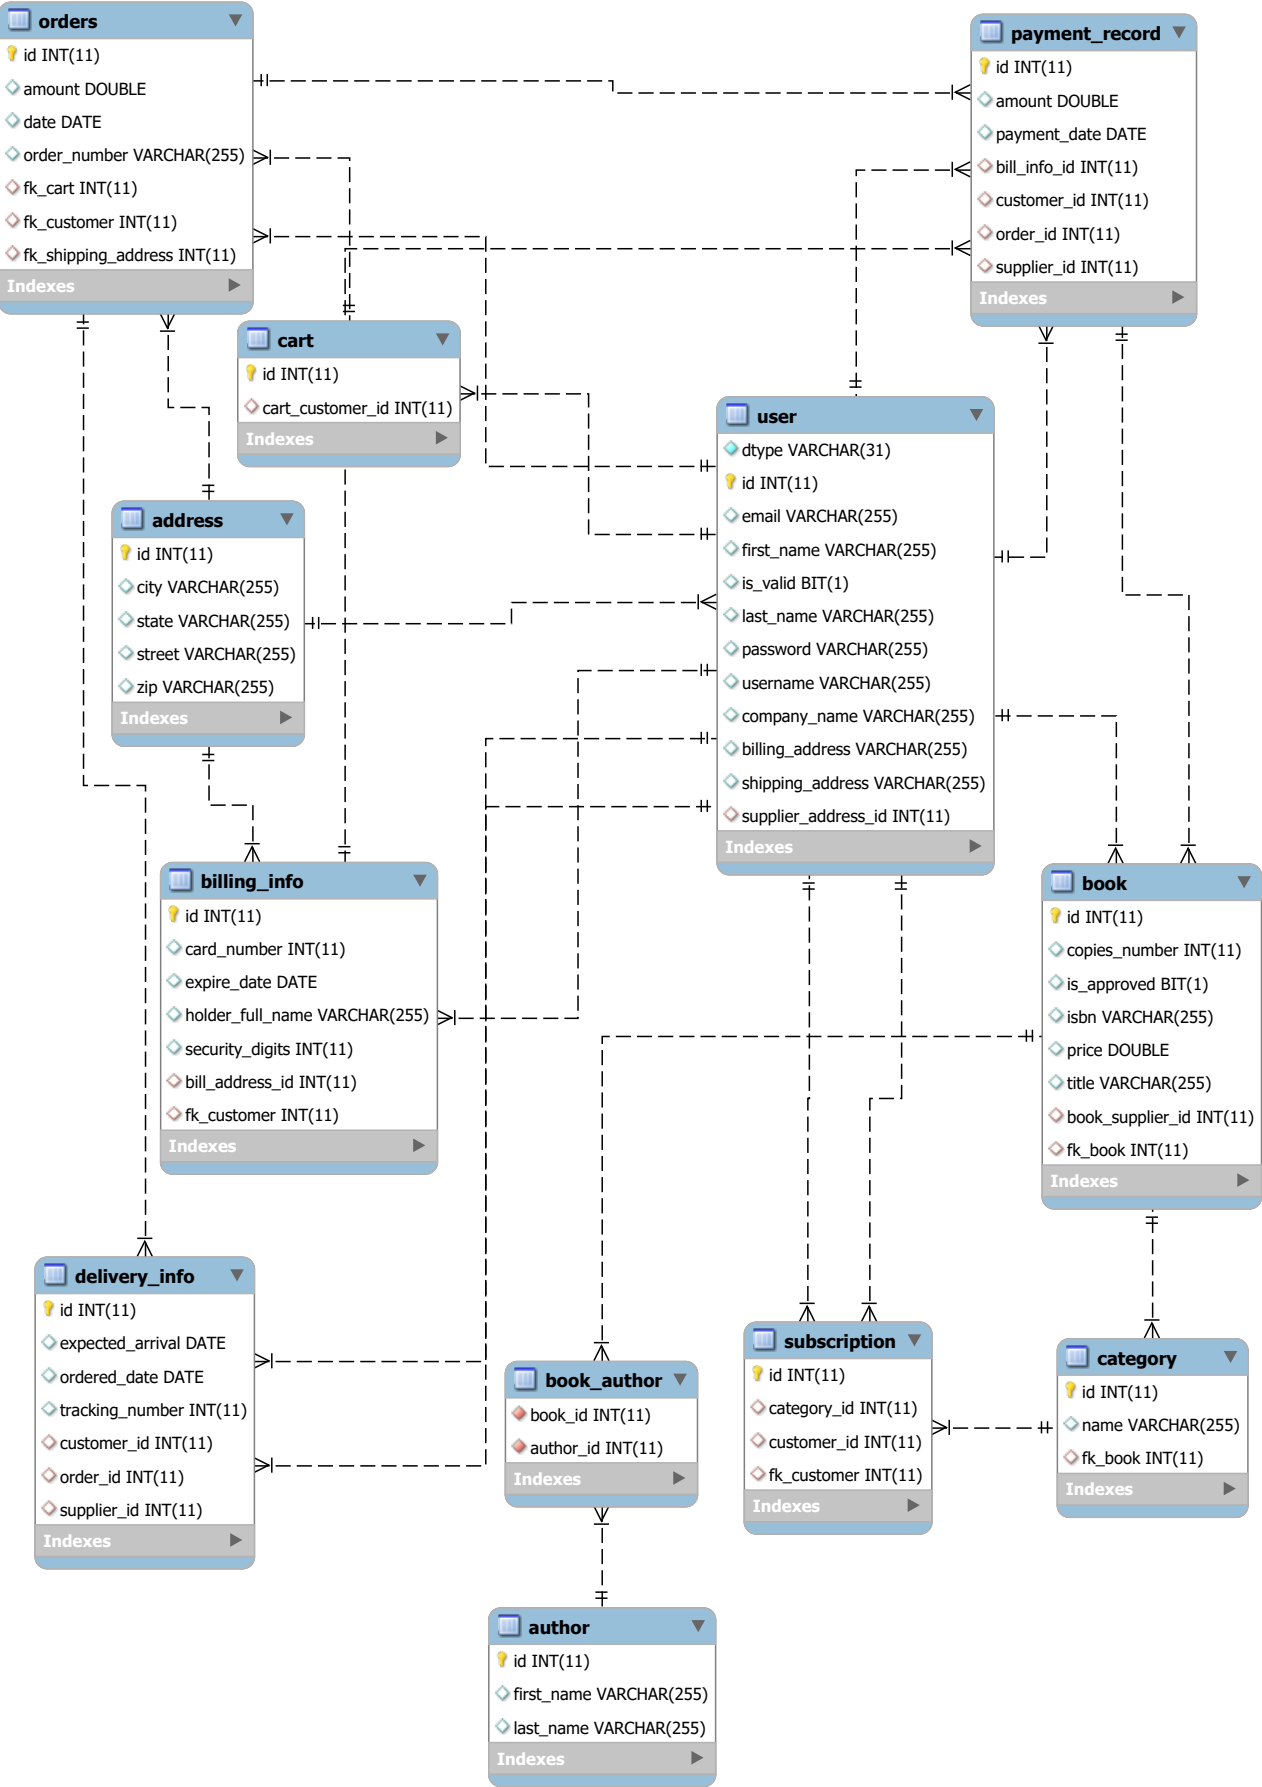 orders
id INT(11)
amount DOUBLE
date DATE
order_number VARCHAR(255)
fk_cart INT(11)
fk_customer INT(11)
fk_shipping_address INT(11)
Indexes
payment_record
id INT(11)
amount DOUBLE
payment_date DATE
bill_info_id INT(11)
customer_id INT(11)
order_id INT(11)
supplier_id INT(11)
Indexes
cart
id INT(11)
cart_customer_id INT(11)
Indexes
user
dtype VARCHAR(31)
id INT(11)
email VARCHAR(255)
first_name VARCHAR(255)
is_valid BIT(1)
last_name VARCHAR(255)
password VARCHAR(255)
username VARCHAR(255)
company_name VARCHAR(255)
billing_address VARCHAR(255)
shipping_address VARCHAR(255)
supplier_address_id INT(11)
Indexes
address
id INT(11)
city VARCHAR(255)
state VARCHAR(255)
street VARCHAR(255)
zip VARCHAR(255)
Indexes
billing_info
id INT(11)
card_number INT(11)
expire_date DATE
holder_full_name VARCHAR(255)
security_digits INT(11)
bill_address_id INT(11)
fk_customer INT(11)
Indexes
book
id INT(11)
copies_number INT(11)
is_approved BIT(1)
isbn VARCHAR(255)
price DOUBLE
title VARCHAR(255)
book_supplier_id INT(11)
fk_book INT(11)
Indexes
delivery_info
id INT(11)
expected_arrival DATE
ordered_date DATE
tracking_number INT(11)
customer_id INT(11)
order_id INT(11)
supplier_id INT(11)
Indexes
book_author
book_id INT(11)
author_id INT(11)
Indexes
subscription
id INT(11)
category_id INT(11)
customer_id INT(11)
fk_customer INT(11)
Indexes
category
id INT(11)
name VARCHAR(255)
fk_book INT(11)
Indexes
author
id INT(11)
first_name VARCHAR(255)
last_name VARCHAR(255)
Indexes